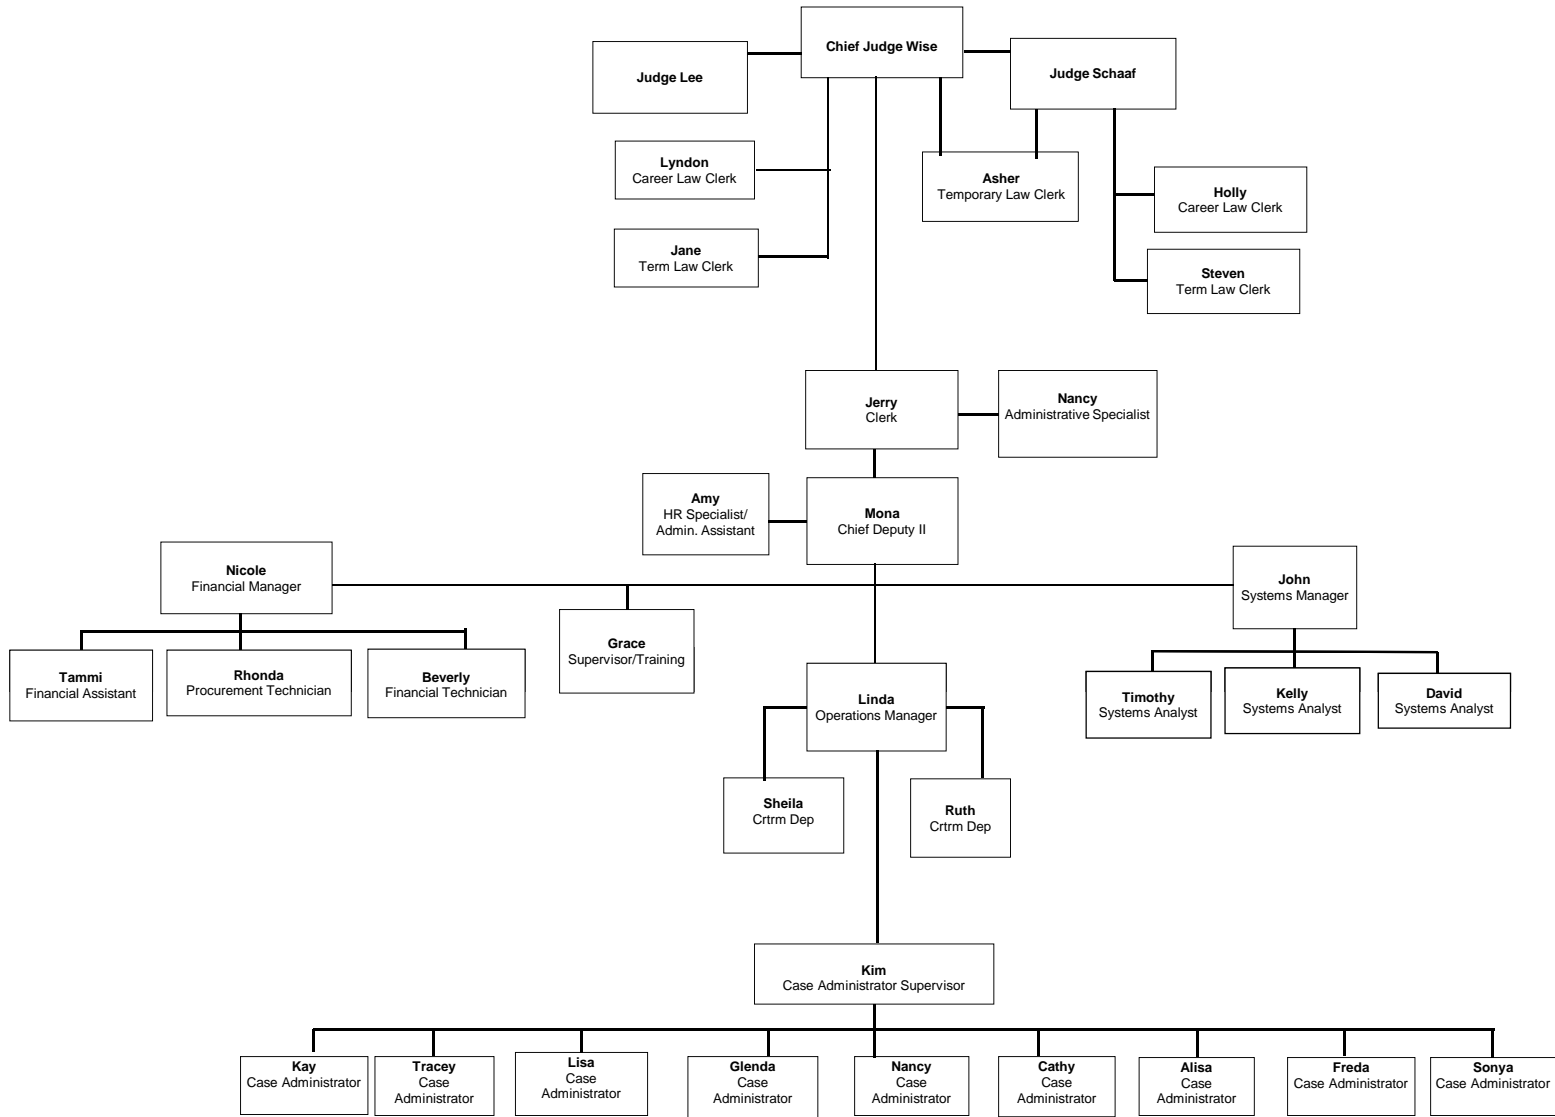 Chief Judge Wise
Judge Lee
Judge Schaaf
Lyndon
Career Law Clerk
Asher
Temporary Law Clerk
Holly
Career Law Clerk
Jane
Term Law Clerk
Steven
Term Law Clerk
Jerry
Clerk
Nancy
Administrative Specialist
Amy
HR Specialist/
Admin. Assistant
Mona
Chief Deputy II
Nicole
Financial Manager
John
Systems Manager
Grace
Supervisor/Training
Tammi
Financial Assistant
Rhonda
Procurement Technician
Beverly
Financial Technician
Linda
Operations Manager
Timothy
Systems Analyst
Kelly
Systems Analyst
David
Systems Analyst
Sheila
Crtrm Dep
Ruth
Crtrm Dep
Kim
Case Administrator Supervisor
Kay
Case Administrator
Tracey
Case
Administrator
Lisa
Case
Administrator
Glenda
Case
Administrator
Nancy
Case
Administrator
Cathy
Case
Administrator
Alisa
Case
Administrator
Freda
Case Administrator
Sonya
Case Administrator